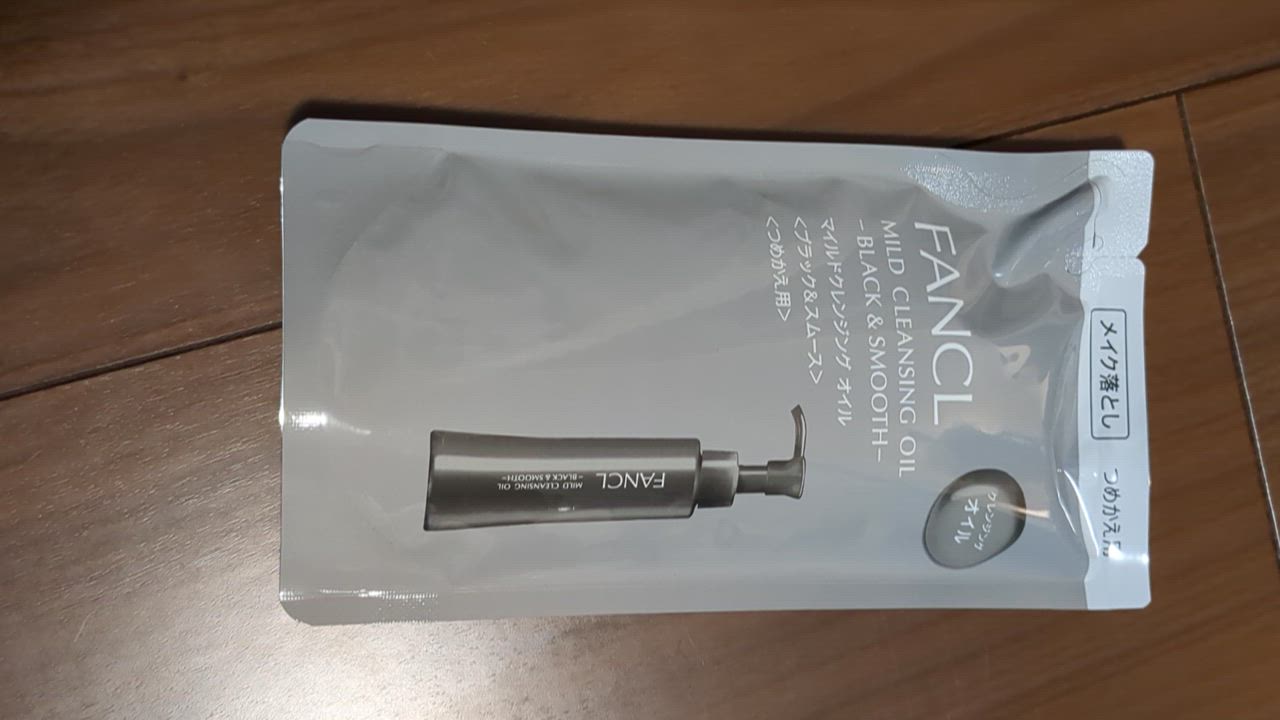 メイク落とし
つめかえ用
FANCL
MILD CLEANSING OIL
-BLACK & SMOOTH-
マイルドクレンジング オイル
<ブラック&スムース>
<つめかえ用>
クレンジング
オイル
FANCL
MILD CLEANSING OIL
-BLACK & SMOOTH-